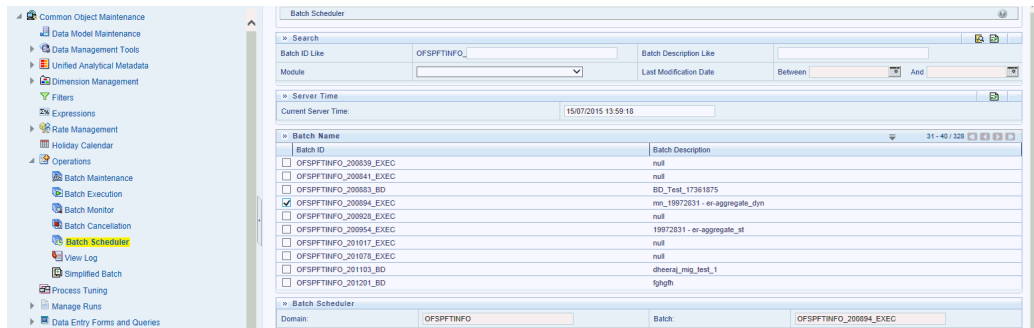 Common Object Maintenance
Data Model Maintenance
Data Management Tools
Unified Analytical Metadata
Dimension Management
Filters
Expressions
Rate Management
Holiday Calendar
Operations
Batch Maintenance
Batch Execution
Batch Monitor
Batch Cancellation
Batch Scheduler
View Log
Simplified Batch
Process Tuning
Manage Runs
Data Entry Forms and Queries
Batch Scheduler
» Search
Batch ID Like OFSPFTINFO_ Batch Description Like
Module Last Modification Date Between And
» Server Time
Current Server Time: 15/07/2015 13:59:18
» Batch Name 31 - 40 / 328
Batch ID Batch Description
OFSPFTINFO_200839_EXEC null
OFSPFTINFO_200841_EXEC null
OFSPFTINFO_200883_BD BD_Test_17361875
OFSPFTINFO_200894_EXEC mn_19972831 - er-aggregate_dyn
OFSPFTINFO_200928_EXEC null
OFSPFTINFO_200954_EXEC 19972831 - er-aggregate_st
OFSPFTINFO_201017_EXEC null
OFSPFTINFO_201078_EXEC null
OFSPFTINFO_201103_BD dheeraj_mig_test_1
OFSPFTINFO_201201_BD fghgfh
» Batch Scheduler
Domain: OFSPFTINFO Batch: OFSPFTINFO_200894_EXEC